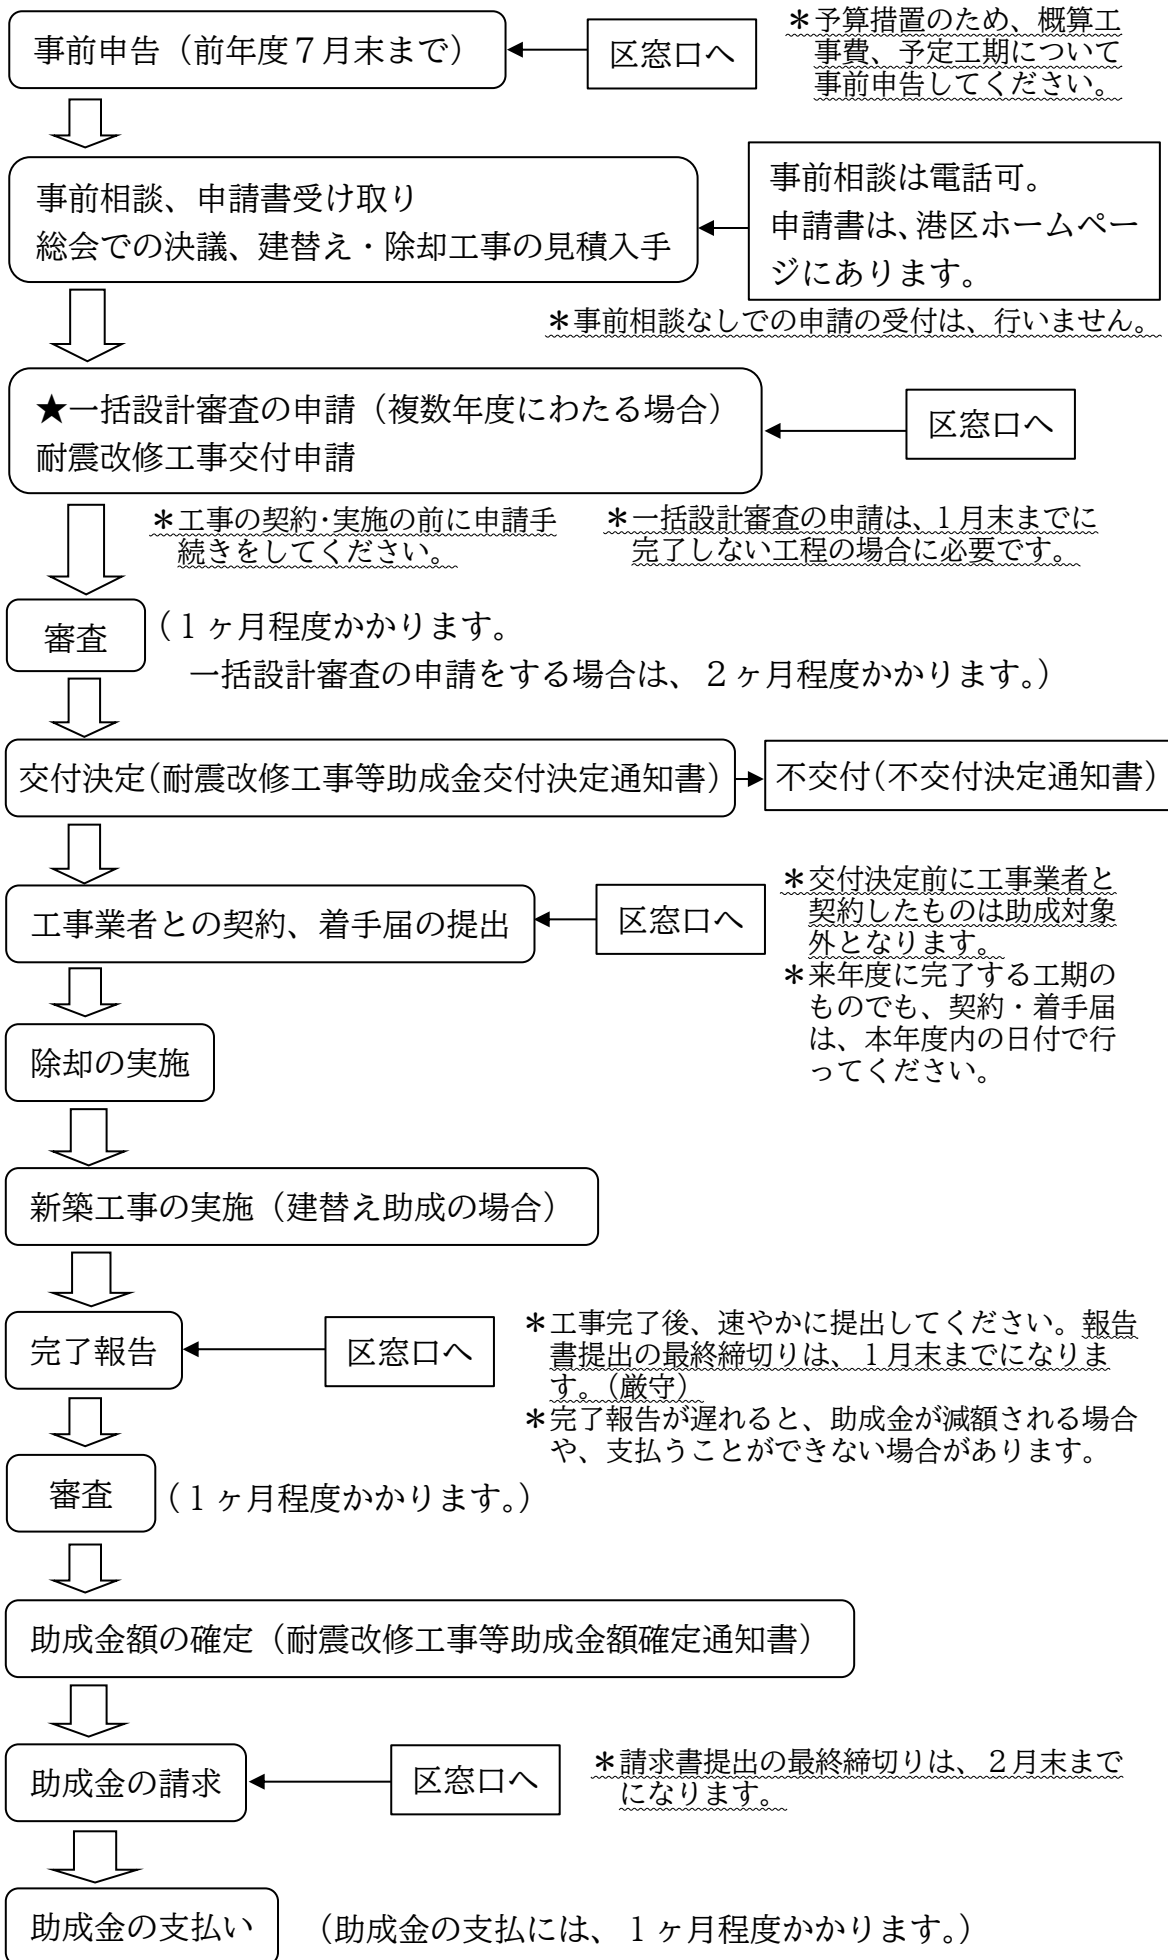 事前申告（前年度７月末まで）
区窓口へ
＊予算措置のため、概算工
事費、予定工期について
事前申告してください。
事前相談、申請書受け取り
総会での決議、建替え・除却工事の見積入手
事前相談は電話可。
申請書は、港区ホームペー
ジにあります。
＊事前相談なしでの申請の受付は、行いません。
★一括設計審査の申請（複数年度にわたる場合）
耐震改修工事交付申請
区窓口へ
＊工事の契約・実施の前に申請手
続きをしてください。
＊一括設計審査の申請は、１月末までに
完了しない工程の場合に必要です。
審査
（１ヶ月程度かかります。
一括設計審査の申請をする場合は、２ヶ月程度かかります。）
交付決定（耐震改修工事等助成金交付決定通知書）
不交付（不交付決定通知書）
工事業者との契約、着手届の提出
区窓口へ
＊交付決定前に工事業者と
契約したものは助成対象
外となります。
＊来年度に完了する工期の
ものでも、契約・着手届
は、本年度内の日付で行
ってください。
除却の実施
新築工事の実施（建替え助成の場合）
完了報告
区窓口へ
＊工事完了後、速やかに提出してください。報告
書提出の最終締切りは、１月末までになりま
す。（厳守）
＊完了報告が遅れると、助成金が減額される場合
や、支払うことができない場合があります。
審査
（１ヶ月程度かかります。）
助成金額の確定（耐震改修工事等助成金額確定通知書）
助成金の請求
区窓口へ
＊請求書提出の最終締切りは、２月末まで
になります。
助成金の支払い
（助成金の支払には、１ヶ月程度かかります。）